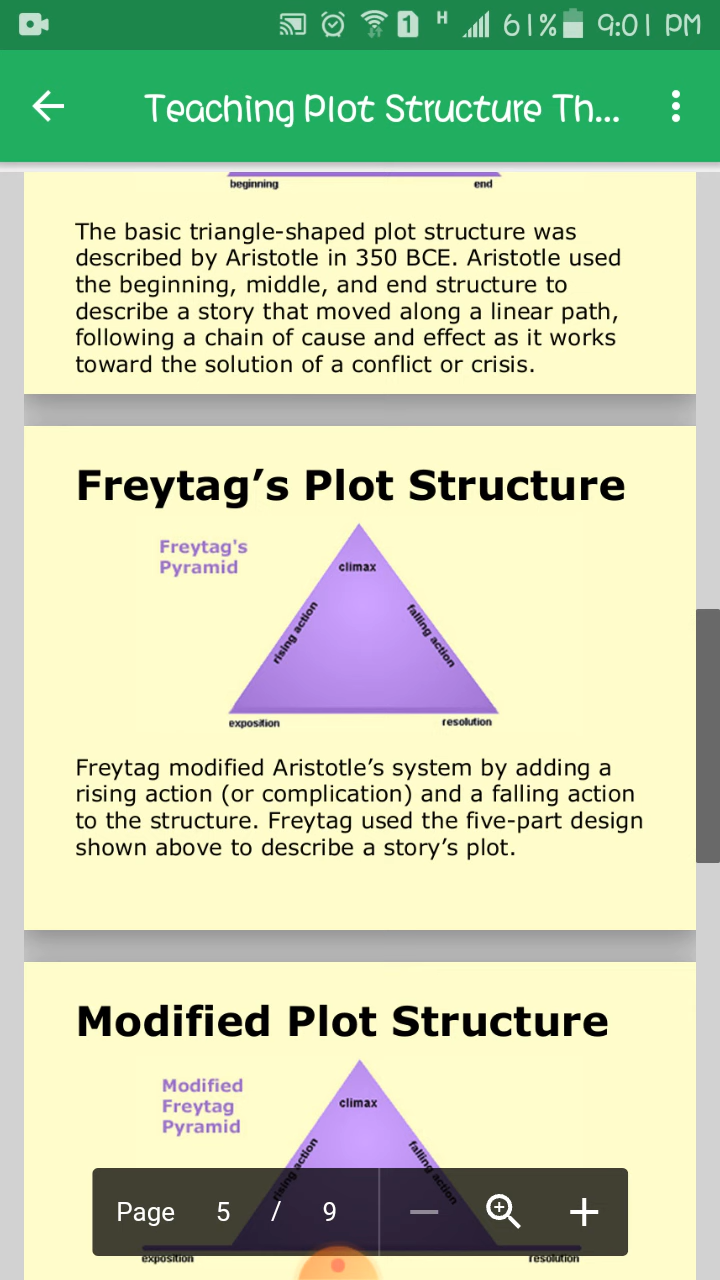 1 H 61% 9:01 PM
Teaching Plot Structure Th...
beginning end
The basic triangle-shaped plot structure was
described by Aristotle in 350 BCE. Aristotle used
the beginning, middle, and end structure to
describe a story that moved along a linear path,
following a chain of cause and effect as it works
toward the solution of a conflict or crisis.
Freytag’s Plot Structure
Freytag's
Pyramid
climax
rising action
falling action
exposition resolution
Freytag modified Aristotle’s system by adding a
rising action (or complication) and a falling action
to the structure. Freytag used the five-part design
shown above to describe a story’s plot.
Modified Plot Structure
Modified
Freytag
Pyramid
climax
rising action
falling action
Page 5 / 9
exposition resolution